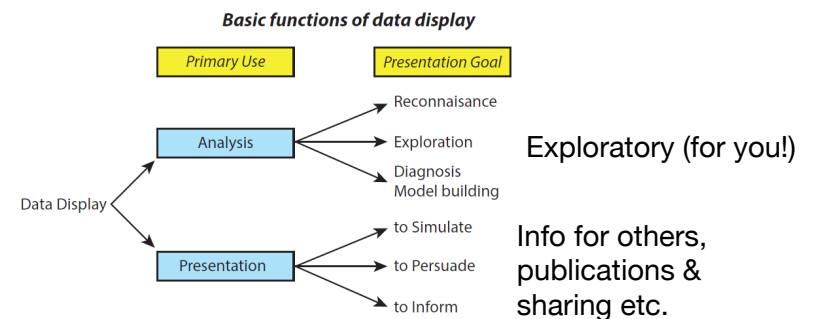 Basic functions of data display
Primary Use
Presentation Goal
Reconnaisance
Analysis
Exploration
Diagnosis
Model building
Exploratory (for you!)
Data Display
to Simulate
Presentation
to Persuade
to Inform
Info for others,
publications &
sharing etc.